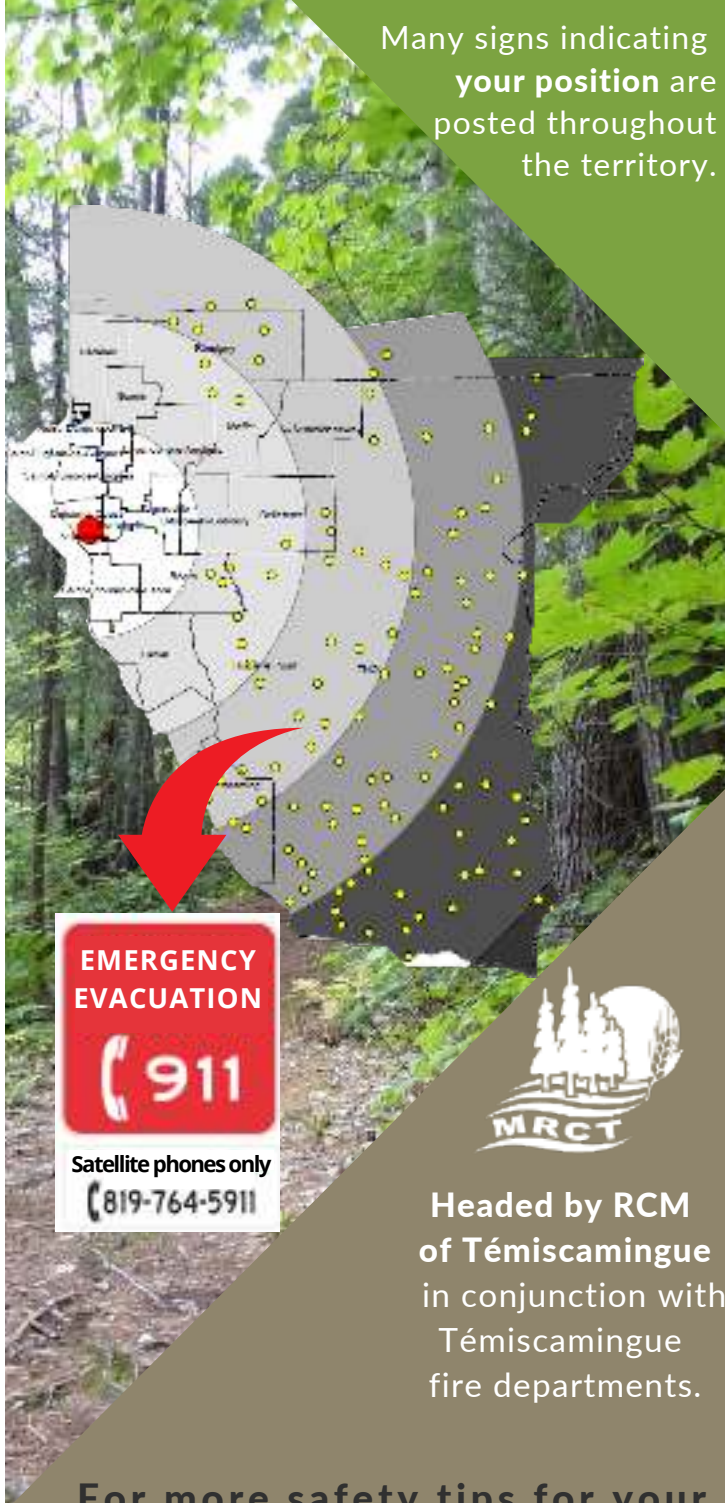 Many signs indicating
your position are
posted throughout
the territory.
EMERGENCY
EVACUATION
911
Satellite phones only
819-764-5911
MRCT
Headed by RCM
of Témiscamingue
in conjunction with
Témiscamingue
fire departments.
For more safety tips for your